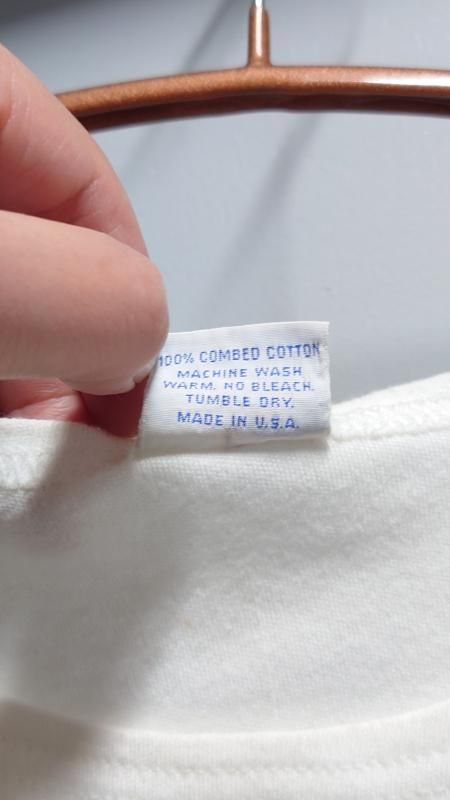 100% COMBED COTTON
MACHINE WASH
WARM. NO BLEACH.
TUMBLE DRY.
MADE IN U.S.A.